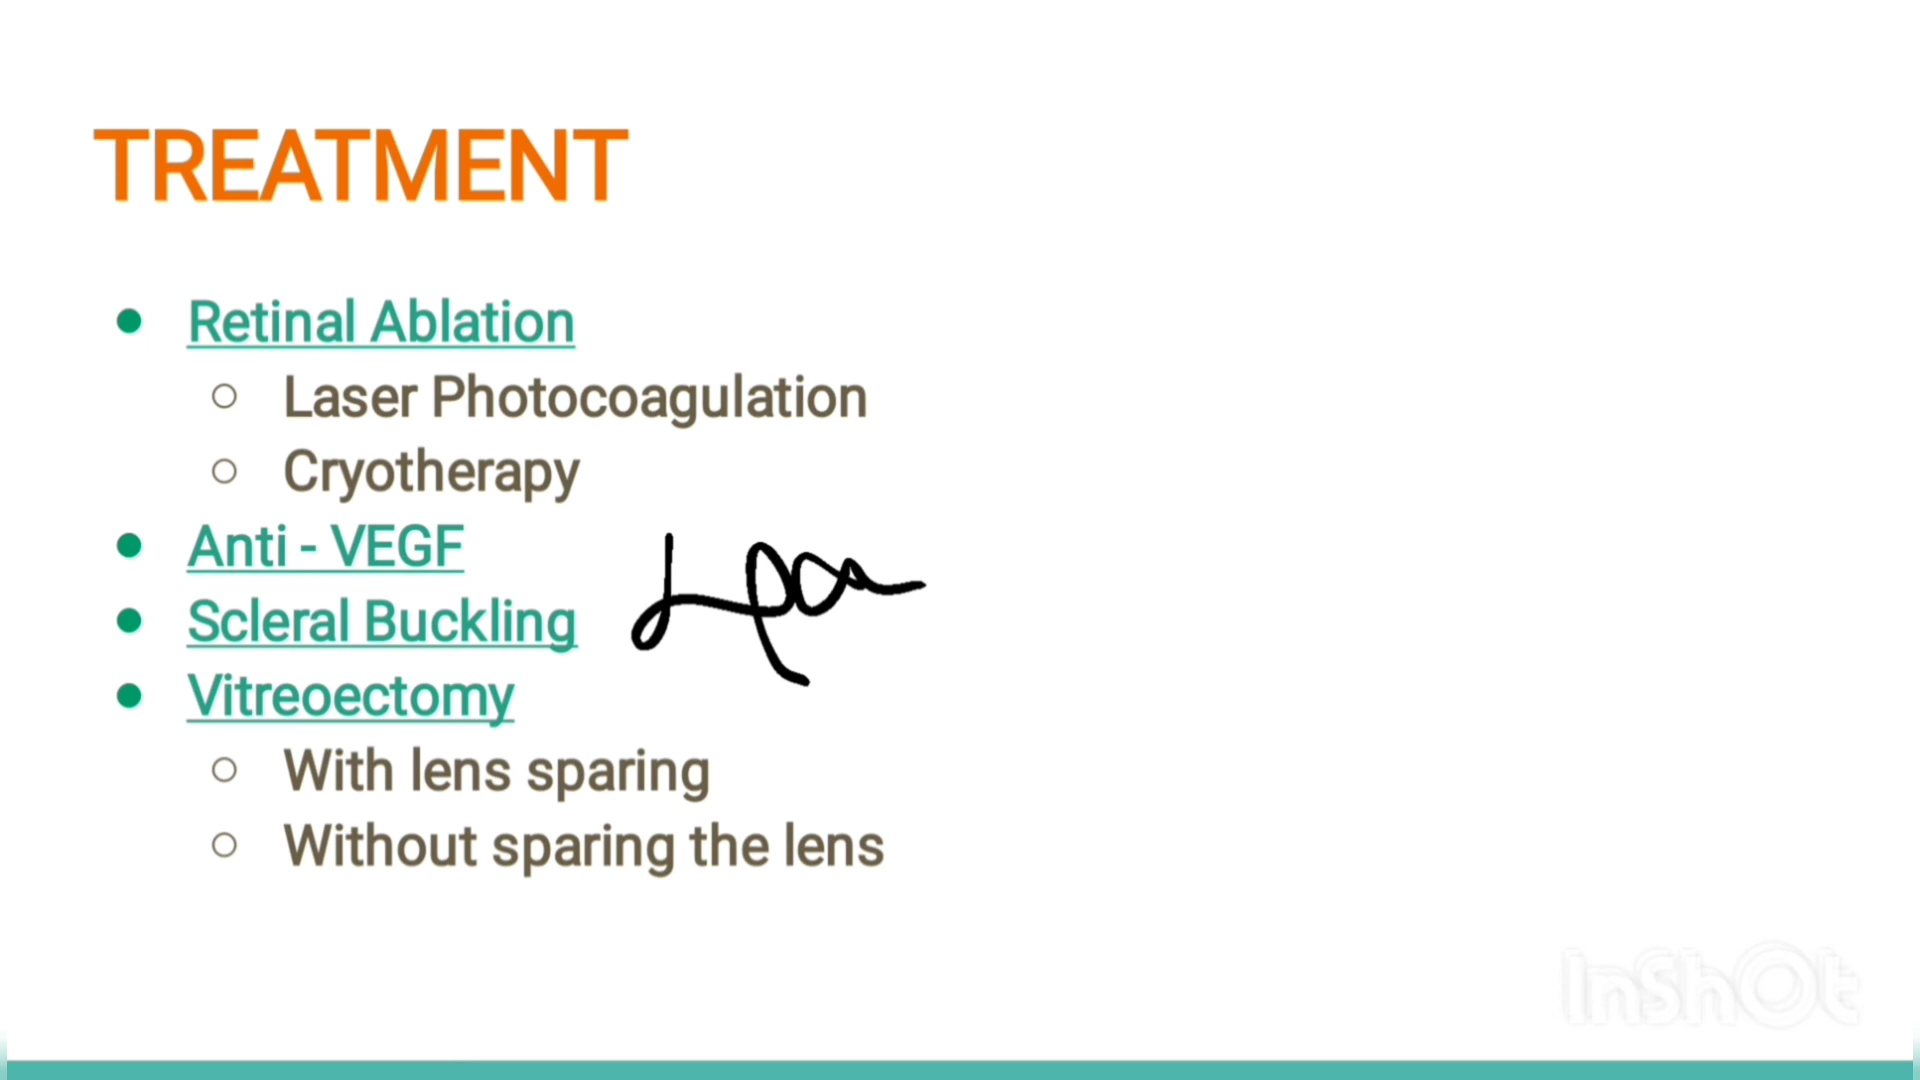 TREATMENT
● Retinal Ablation
○ Laser Photocoagulation
○ Cryotherapy
● Anti - VEGF
● Scleral Buckling
● Vitreoectomy
○ With lens sparing
○ Without sparing the lens
InShOt